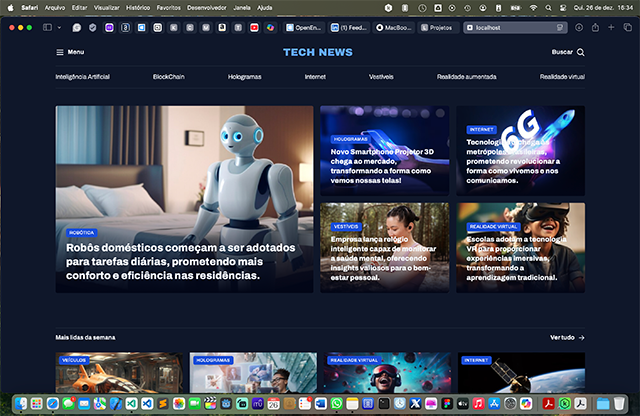 Safari Arquivo Editar Visualizar Histórico Favoritos Desenvolvedor Janela Ajuda
Qui. 26 de dez. 16:34
OpenEn...
[1] Feed...
MacBoo...
Projetos
localhost
Menu
TECH NEWS
Buscar
Inteligência Artificial
BlockChain
Hologramas
Internet
Vestíveis
Realidade aumentada
Realidade virtual
ROBÓTICA
Robôs domésticos começam a ser adotados
para tarefas diárias, prometendo mais
conforto e eficiência nas residências.
HOLOGRAMAS
Novo Smartphone Projetor 3D
chega ao mercado,
transformando a forma como
vemos nossas telas!
6G
INTERNET
Tecnologia 6G chega às
metrópoles brasileiras,
prometendo revolucionar a
forma como vivemos e nos
comunicamos.
VESTÍVEIS
Empresa lança relógio
inteligente capaz de monitorar
a saúde mental, oferecendo
insights valiosos para o bem-
estar pessoal.
REALIDADE VIRTUAL
Escolas adotam a tecnologia
VR para proporcionar
experiências imersivas,
transformando a
aprendizagem tradicional.
Mais lidas da semana
Ver tudo
VEÍCULOS
HOLOGRAMAS
REALIDADE VIRTUAL
INTERNET